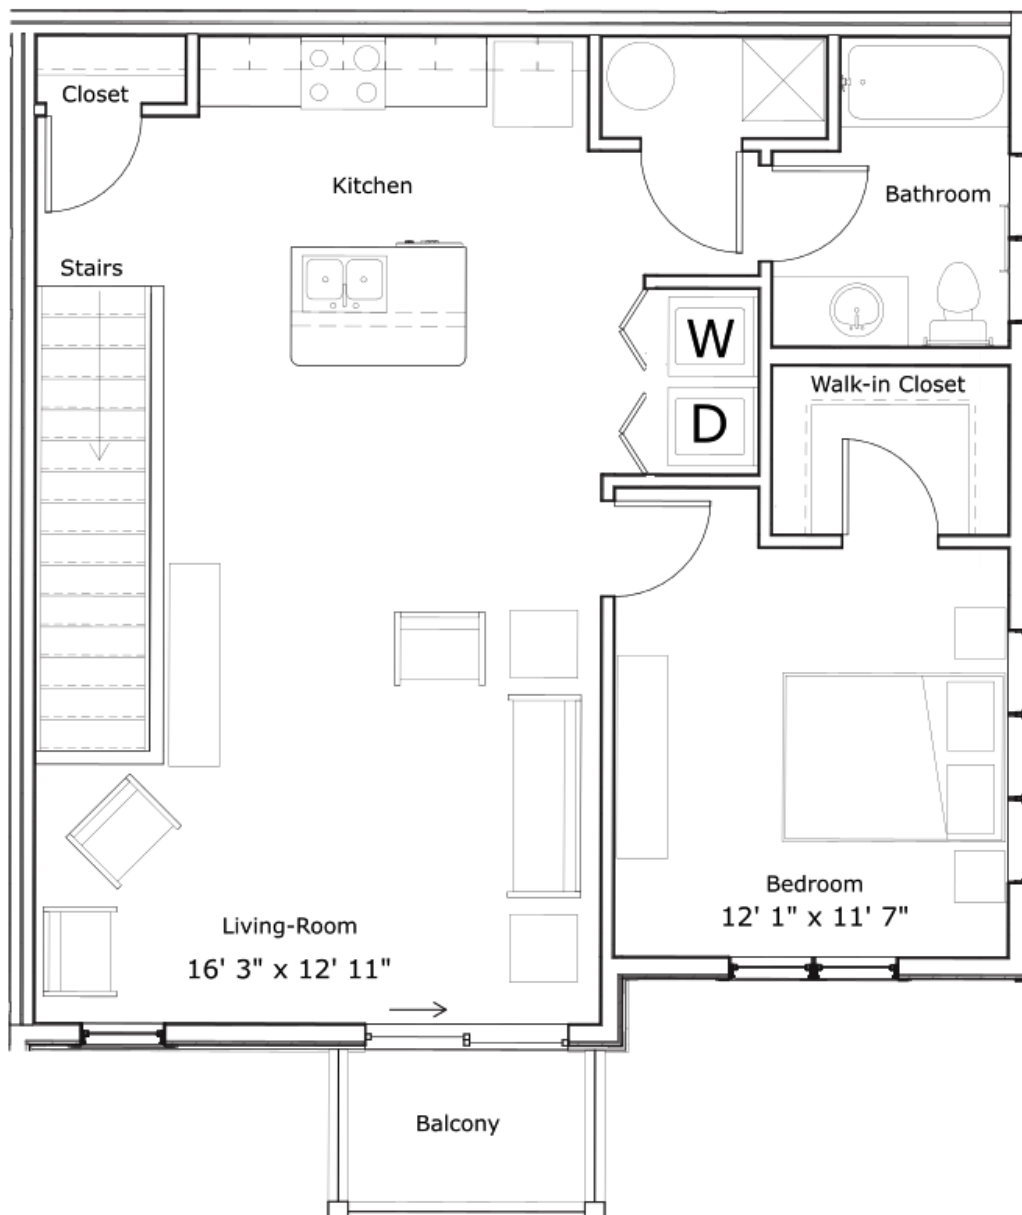 Closet
Kitchen
Bathroom
Stairs
W
Walk-in Closet
D
Bedroom
12' 1" x 11' 7"
Living-Room
16' 3" x 12' 11"
Balcony